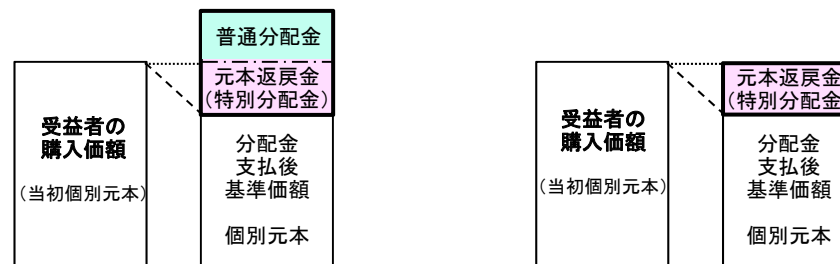 普通分配金
元本返戻金
(特別分配金)
受益者の
購入価額
(当初個別元本)
分配金
支払後
基準価額
個別元本
元本返戻金
(特別分配金
受益者の
購入価額
(当初個別元本)
分配金
支払後
基準価額
個別元本